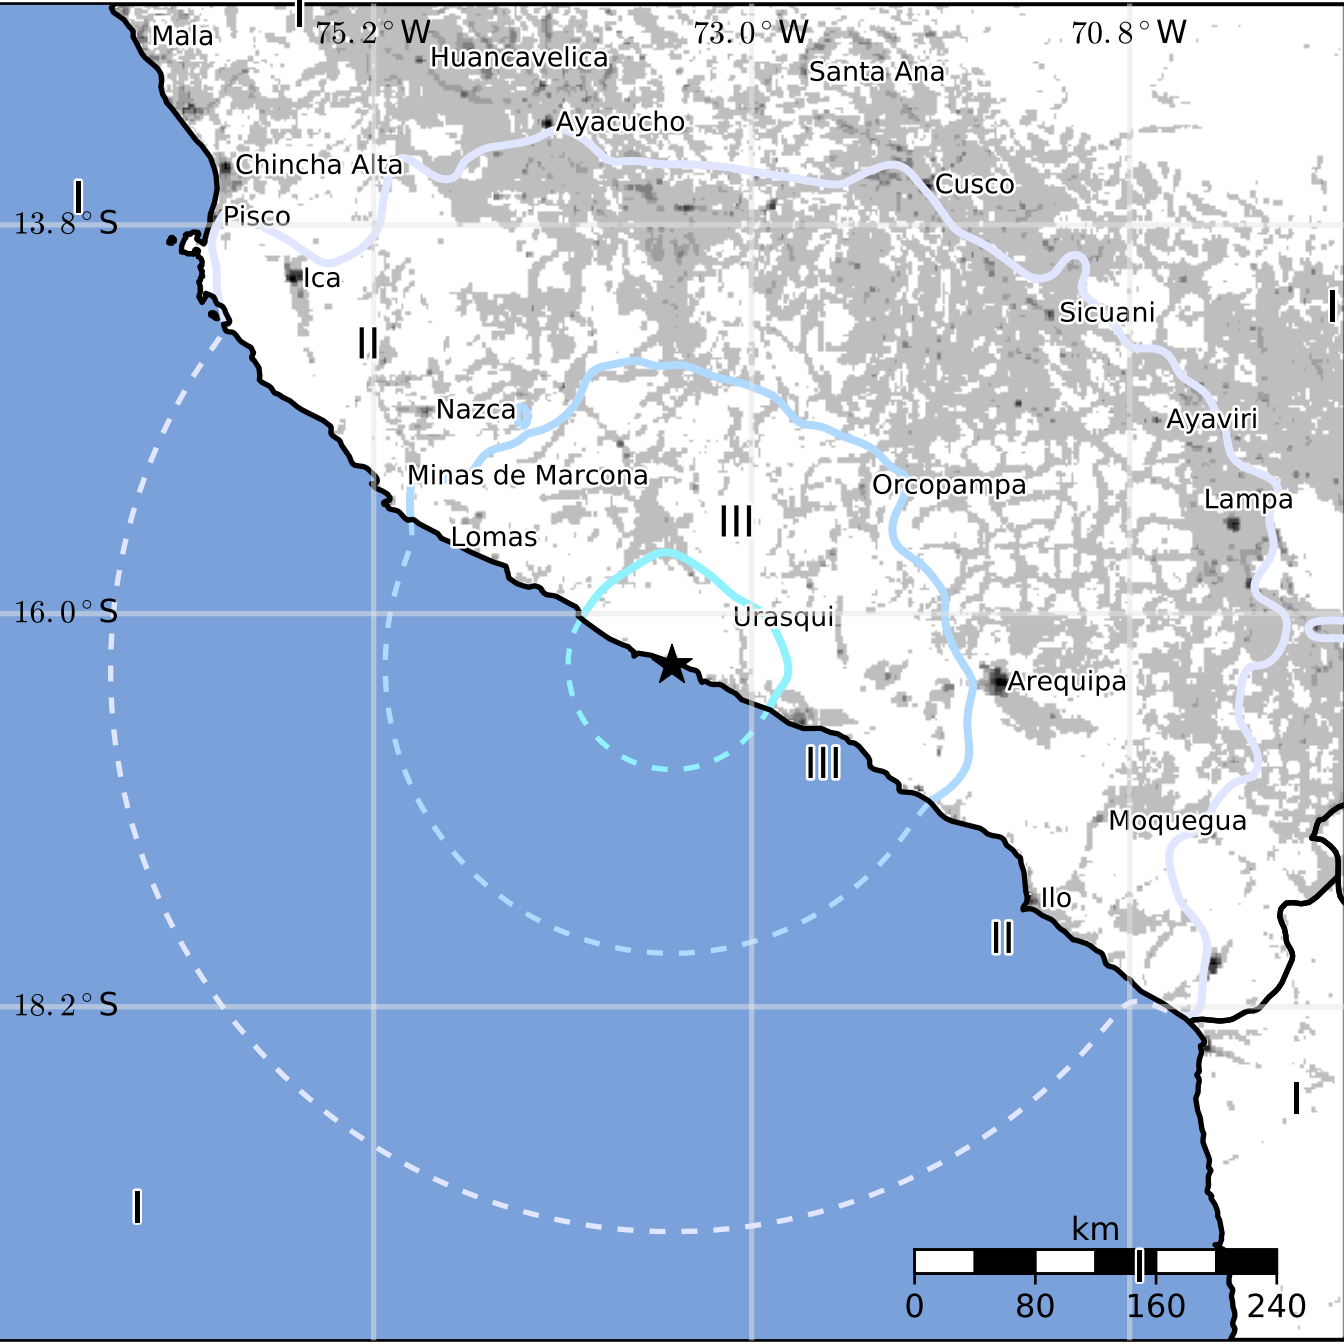 75.2°W
73.0°W
70.8°W
Mala
Huancavelica
Santa Ana
Ayacucho
Chincha Alta
Cusco
I
Pisco
13.8°S
Ica
I
Sicuani
II
Nazca
Ayaviri
Minas de Marcona
Orcopampa
Lampa
III
Lomas
16.0°S
Urasqui
Arequipa
III
Moquegua
Ilo
II
18.2°S
I
I
km
0 80 160 240